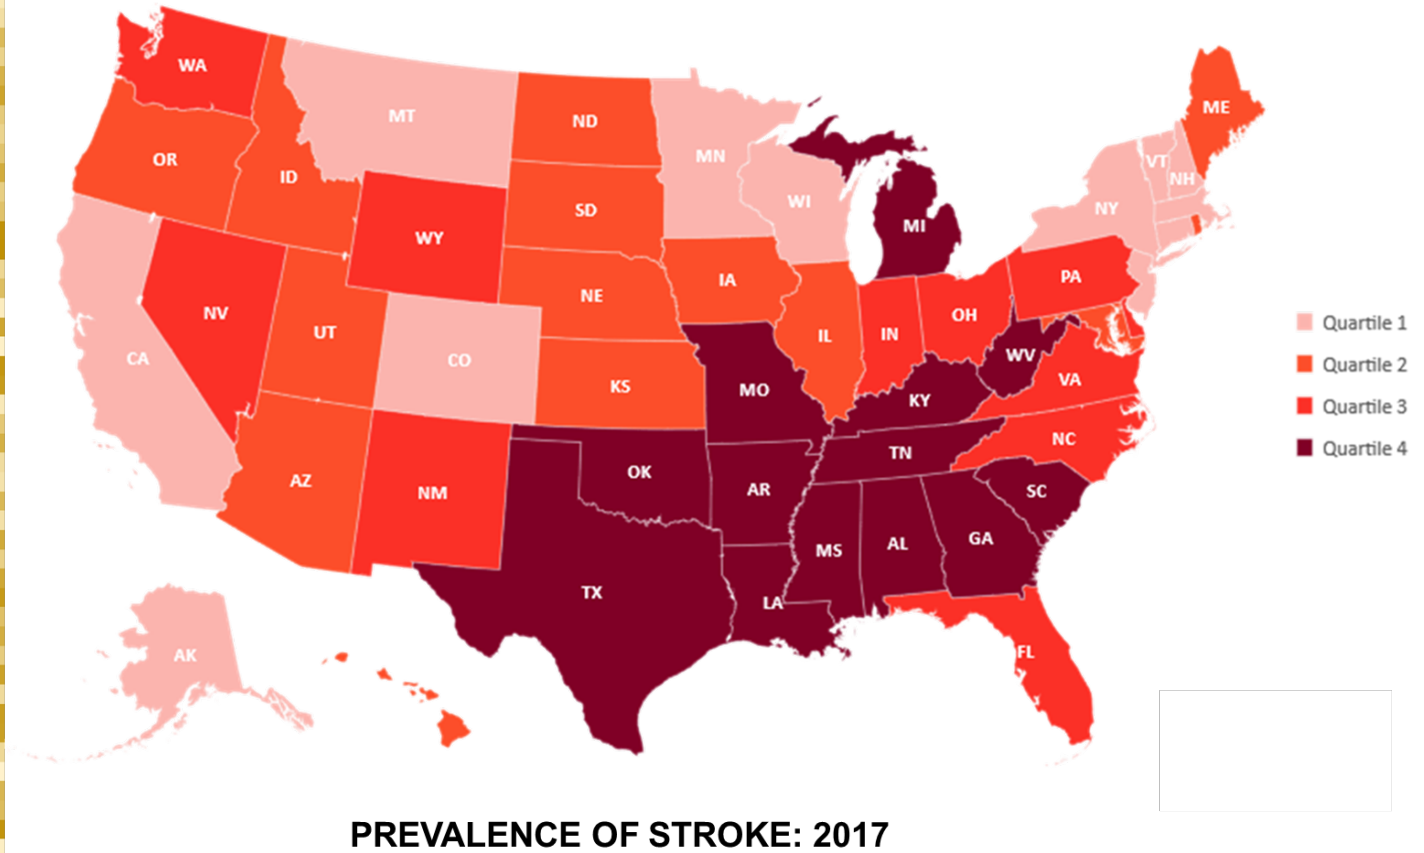 WA
MT
ND
ME
OR
ID
MN
VT
NH
WI
SD
NY
MI
WY
PA
IA
NE
NV
OH
UT
IL
IN
Quartile 1
CA
CO
WV
Quartile 2
KS
MO
VA
KY
Quartile 3
NC
TN
Quartile 4
OK
AZ
NM
AR
SC
GA
AL
MS
TX
LA
FL
AK
PREVALENCE OF STROKE: 2017